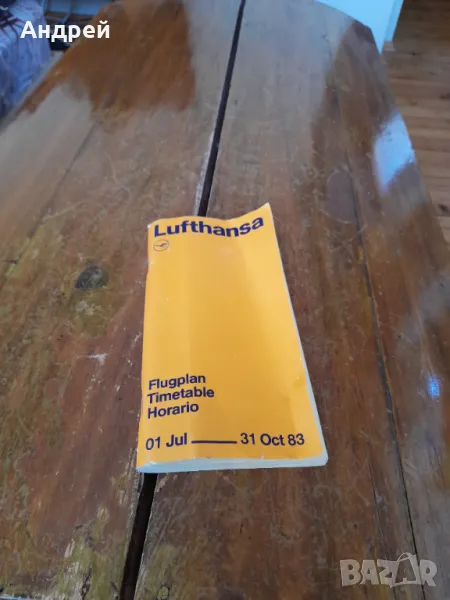 Андрей
Lufthansa
Flugplan
Timetable
Horario
01 Jul — 31 Oct 83
BAZAR